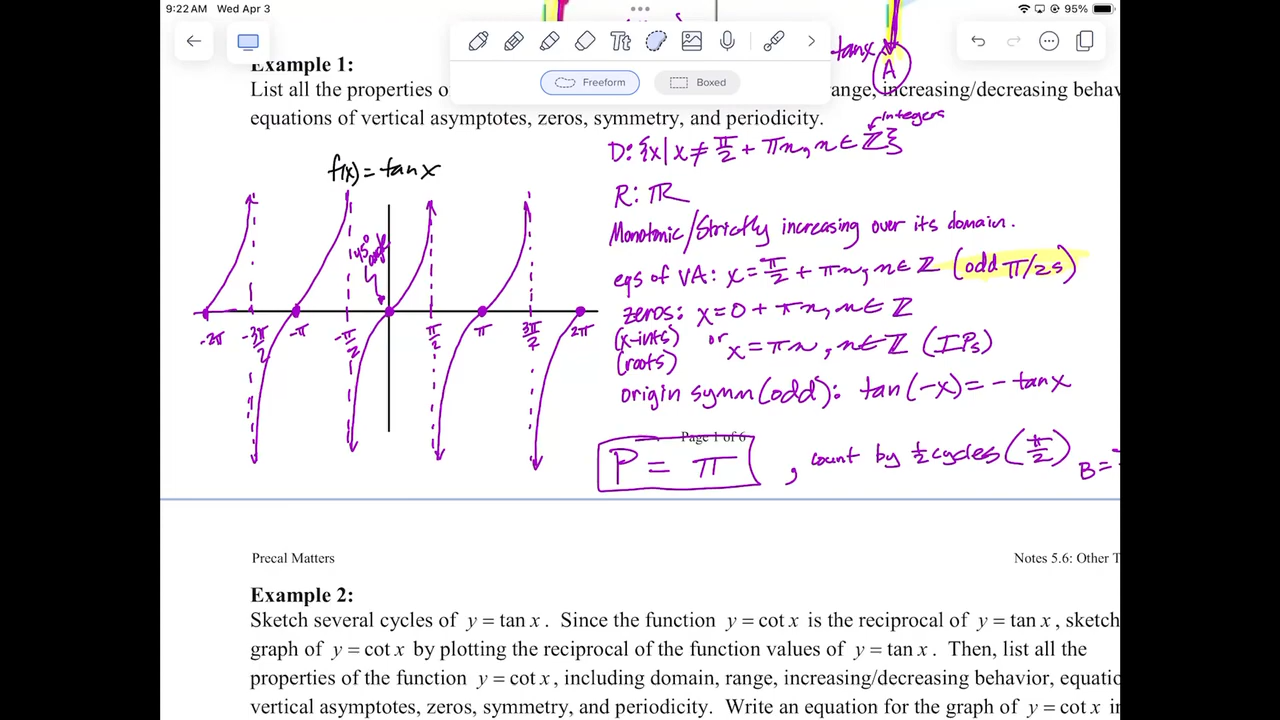 9:22 AM Wed Apr 3
95%
Tt
Freeform
Boxed
tanx
A
Example 1:
List all the properties o
ange, increasing/decreasing behav
equations of vertical asymptotes, zeros, symmetry, and periodicity.
integers
f(x) = tan x
D: {x| x ≠ π/2 + πn, n ∈ ℤ}
R: ℝ
Monotonic/Strictly increasing over its domain.
eqs of VA: x = π/2 + πn, n ∈ ℤ (odd π/2s)
zeros: x = 0 + πn, n ∈ ℤ
(x-ints) or x = πn, n ∈ ℤ (IPs)
(roots)
origin symm (odd): tan(-x) = - tan x
-2π -3π/2 -π -π/2 π/2 π 3π/2 2π
Page 1 of 6
P = π, count by ½ cycles (π/2)
B =
Precal Matters
Notes 5.6: Other T
Example 2:
Sketch several cycles of y = tan x . Since the function y = cot x is the reciprocal of y = tan x , sketch
graph of y = cot x by plotting the reciprocal of the function values of y = tan x . Then, list all the
properties of the function y = cot x , including domain, range, increasing/decreasing behavior, equatio
vertical asymptotes, zeros, symmetry, and periodicity. Write an equation for the graph of y = cot x i